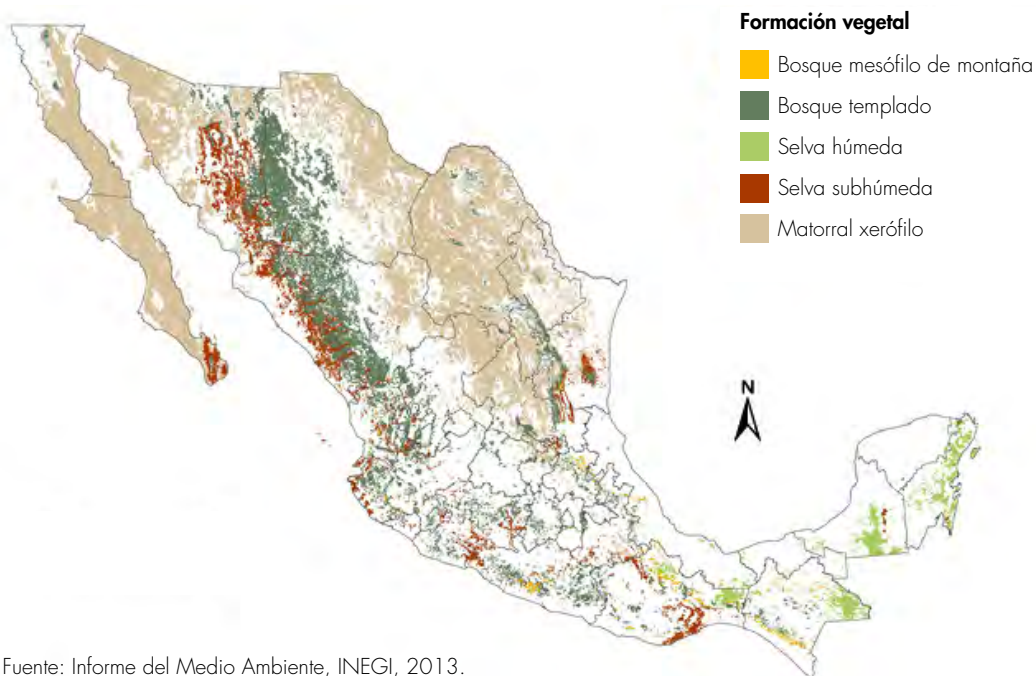 Formación vegetal
Bosque mesófilo de montaña
Bosque templado
Selva húmeda
Selva subhúmeda
Matorral xerófilo
N
Fuente: Informe del Medio Ambiente, INEGI, 2013.